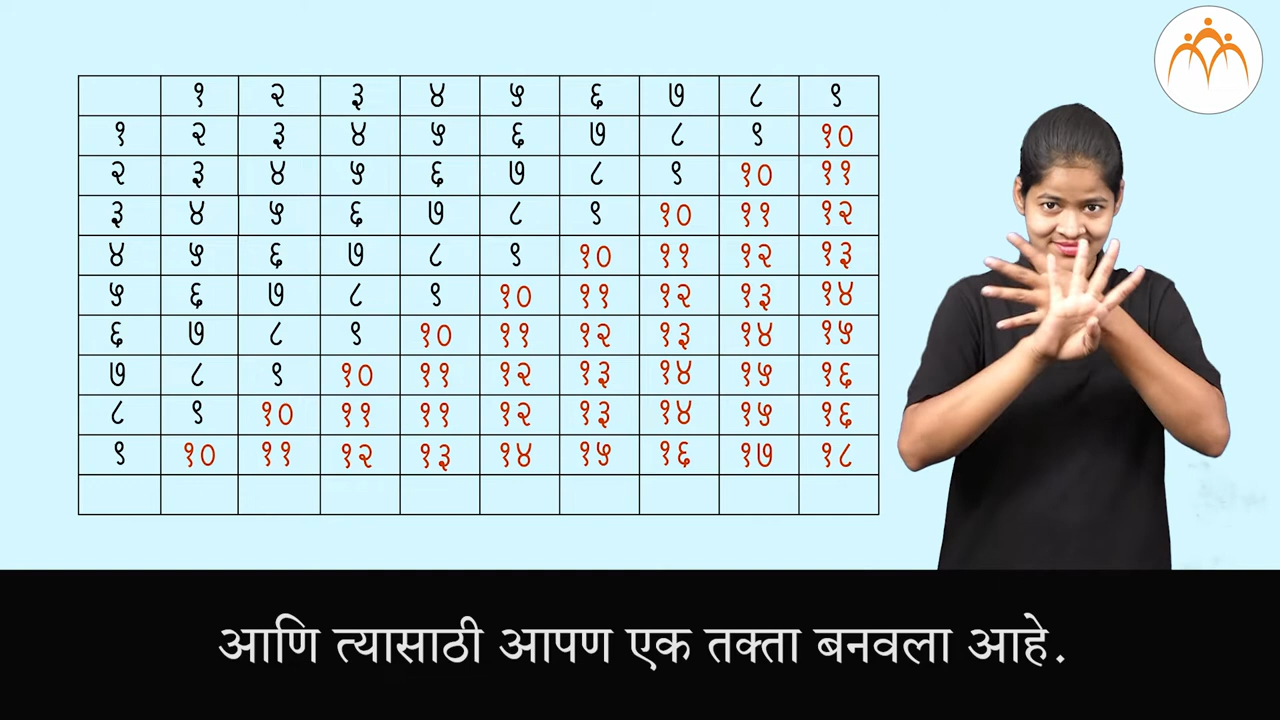 १ २ ३ ४ ५ ६ ७ ८ ९
१ २ ३ ४ ५ ६ ७ ८ ९ १०
२ ३ ४ ५ ६ ७ ८ ९ १० ११
३ ४ ५ ६ ७ ८ ९ १० ११ १२
४ ५ ६ ७ ८ ९ १० ११ १२ १३
५ ६ ७ ८ ९ १० ११ १२ १३ १४
६ ७ ८ ९ १० ११ १२ १३ १४ १५
७ ८ ९ १० ११ १२ १३ १४ १५ १६
८ ९ १० ११ ११ १२ १३ १४ १५ १६
९ १० ११ १२ १३ १४ १५ १६ १७ १८
आणि त्यासाठी आपण एक तक्ता बनवला आहे.